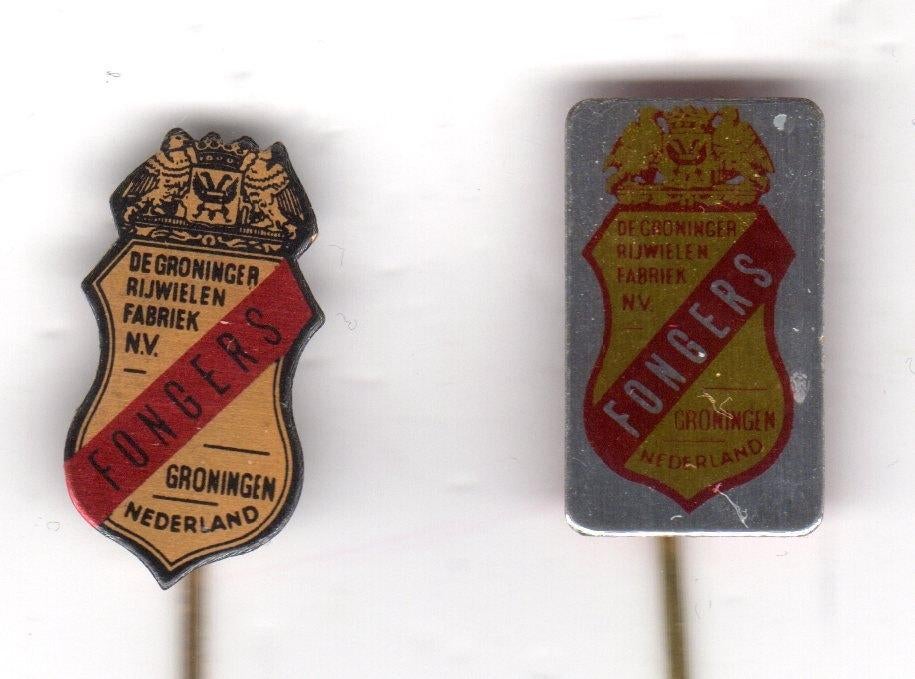 DE GRONINGER
RIJWIELEN
FABRIEK
N.V.
FONGERS
GRONINGEN
NEDERLAND
DE GRONINGER
RIJWIELEN
FABRIEK
N.V.
FONGERS
GRONINGEN
NEDERLAND